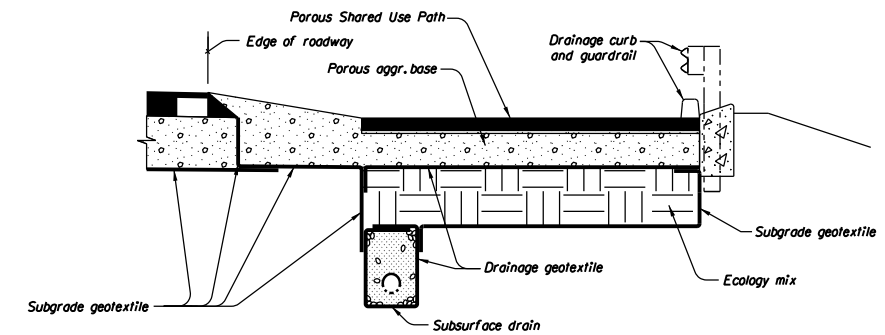 Porous Shared Use Path
Edge of roadway
Drainage curb
and guardrail
Porous aggr.base
Subgrade geotextile
Ecology mix
Drainage geotextile
Subgrade geotextile
Subsurface drain